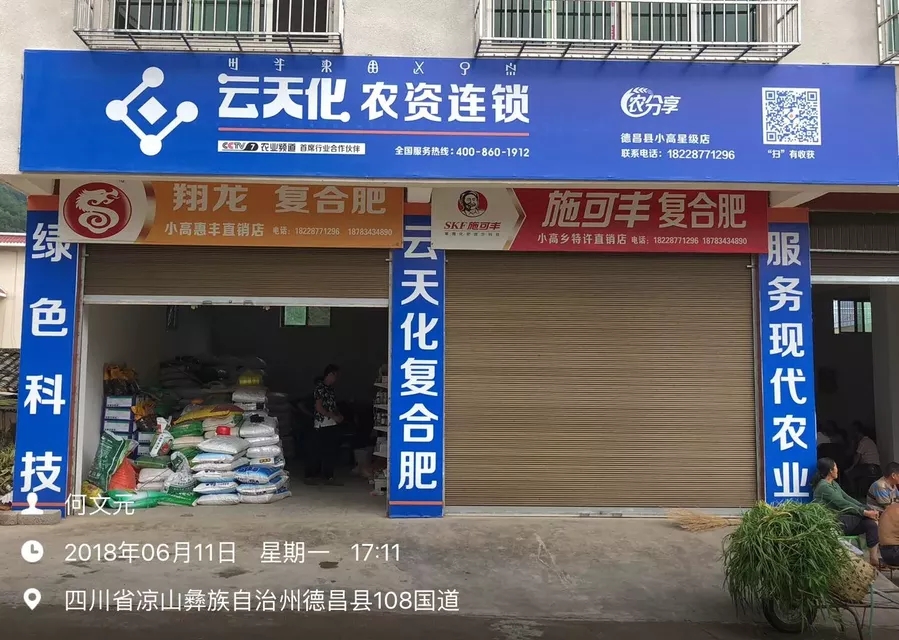 云天化 农资连锁
CCTV 7 农业频道 首席行业合作伙伴
全国服务热线:400-860-1912
农分享
德昌县小高星级店
联系电话:18228771296
"扫" 有收获
翔龙 复合肥
小高惠丰直销店 电话:18228771296 18783434890
SKF 施可丰
施可丰 复合肥
小高乡特许直销店 电话:18228771296 18783434890
绿色科技
云天化复合肥
服务现代农业
何文元
2018年06月11日 星期一 17:11
四川省凉山彝族自治州德昌县108国道